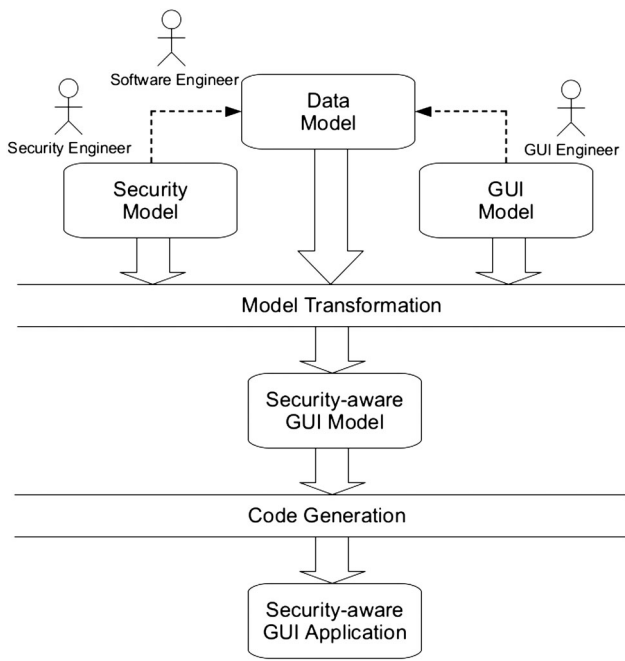 Software Engineer
Data
Model
Security Engineer
GUI Engineer
Security
Model
GUI
Model
Model Transformation
Security-aware
GUI Model
Code Generation
Security-aware
GUI Application